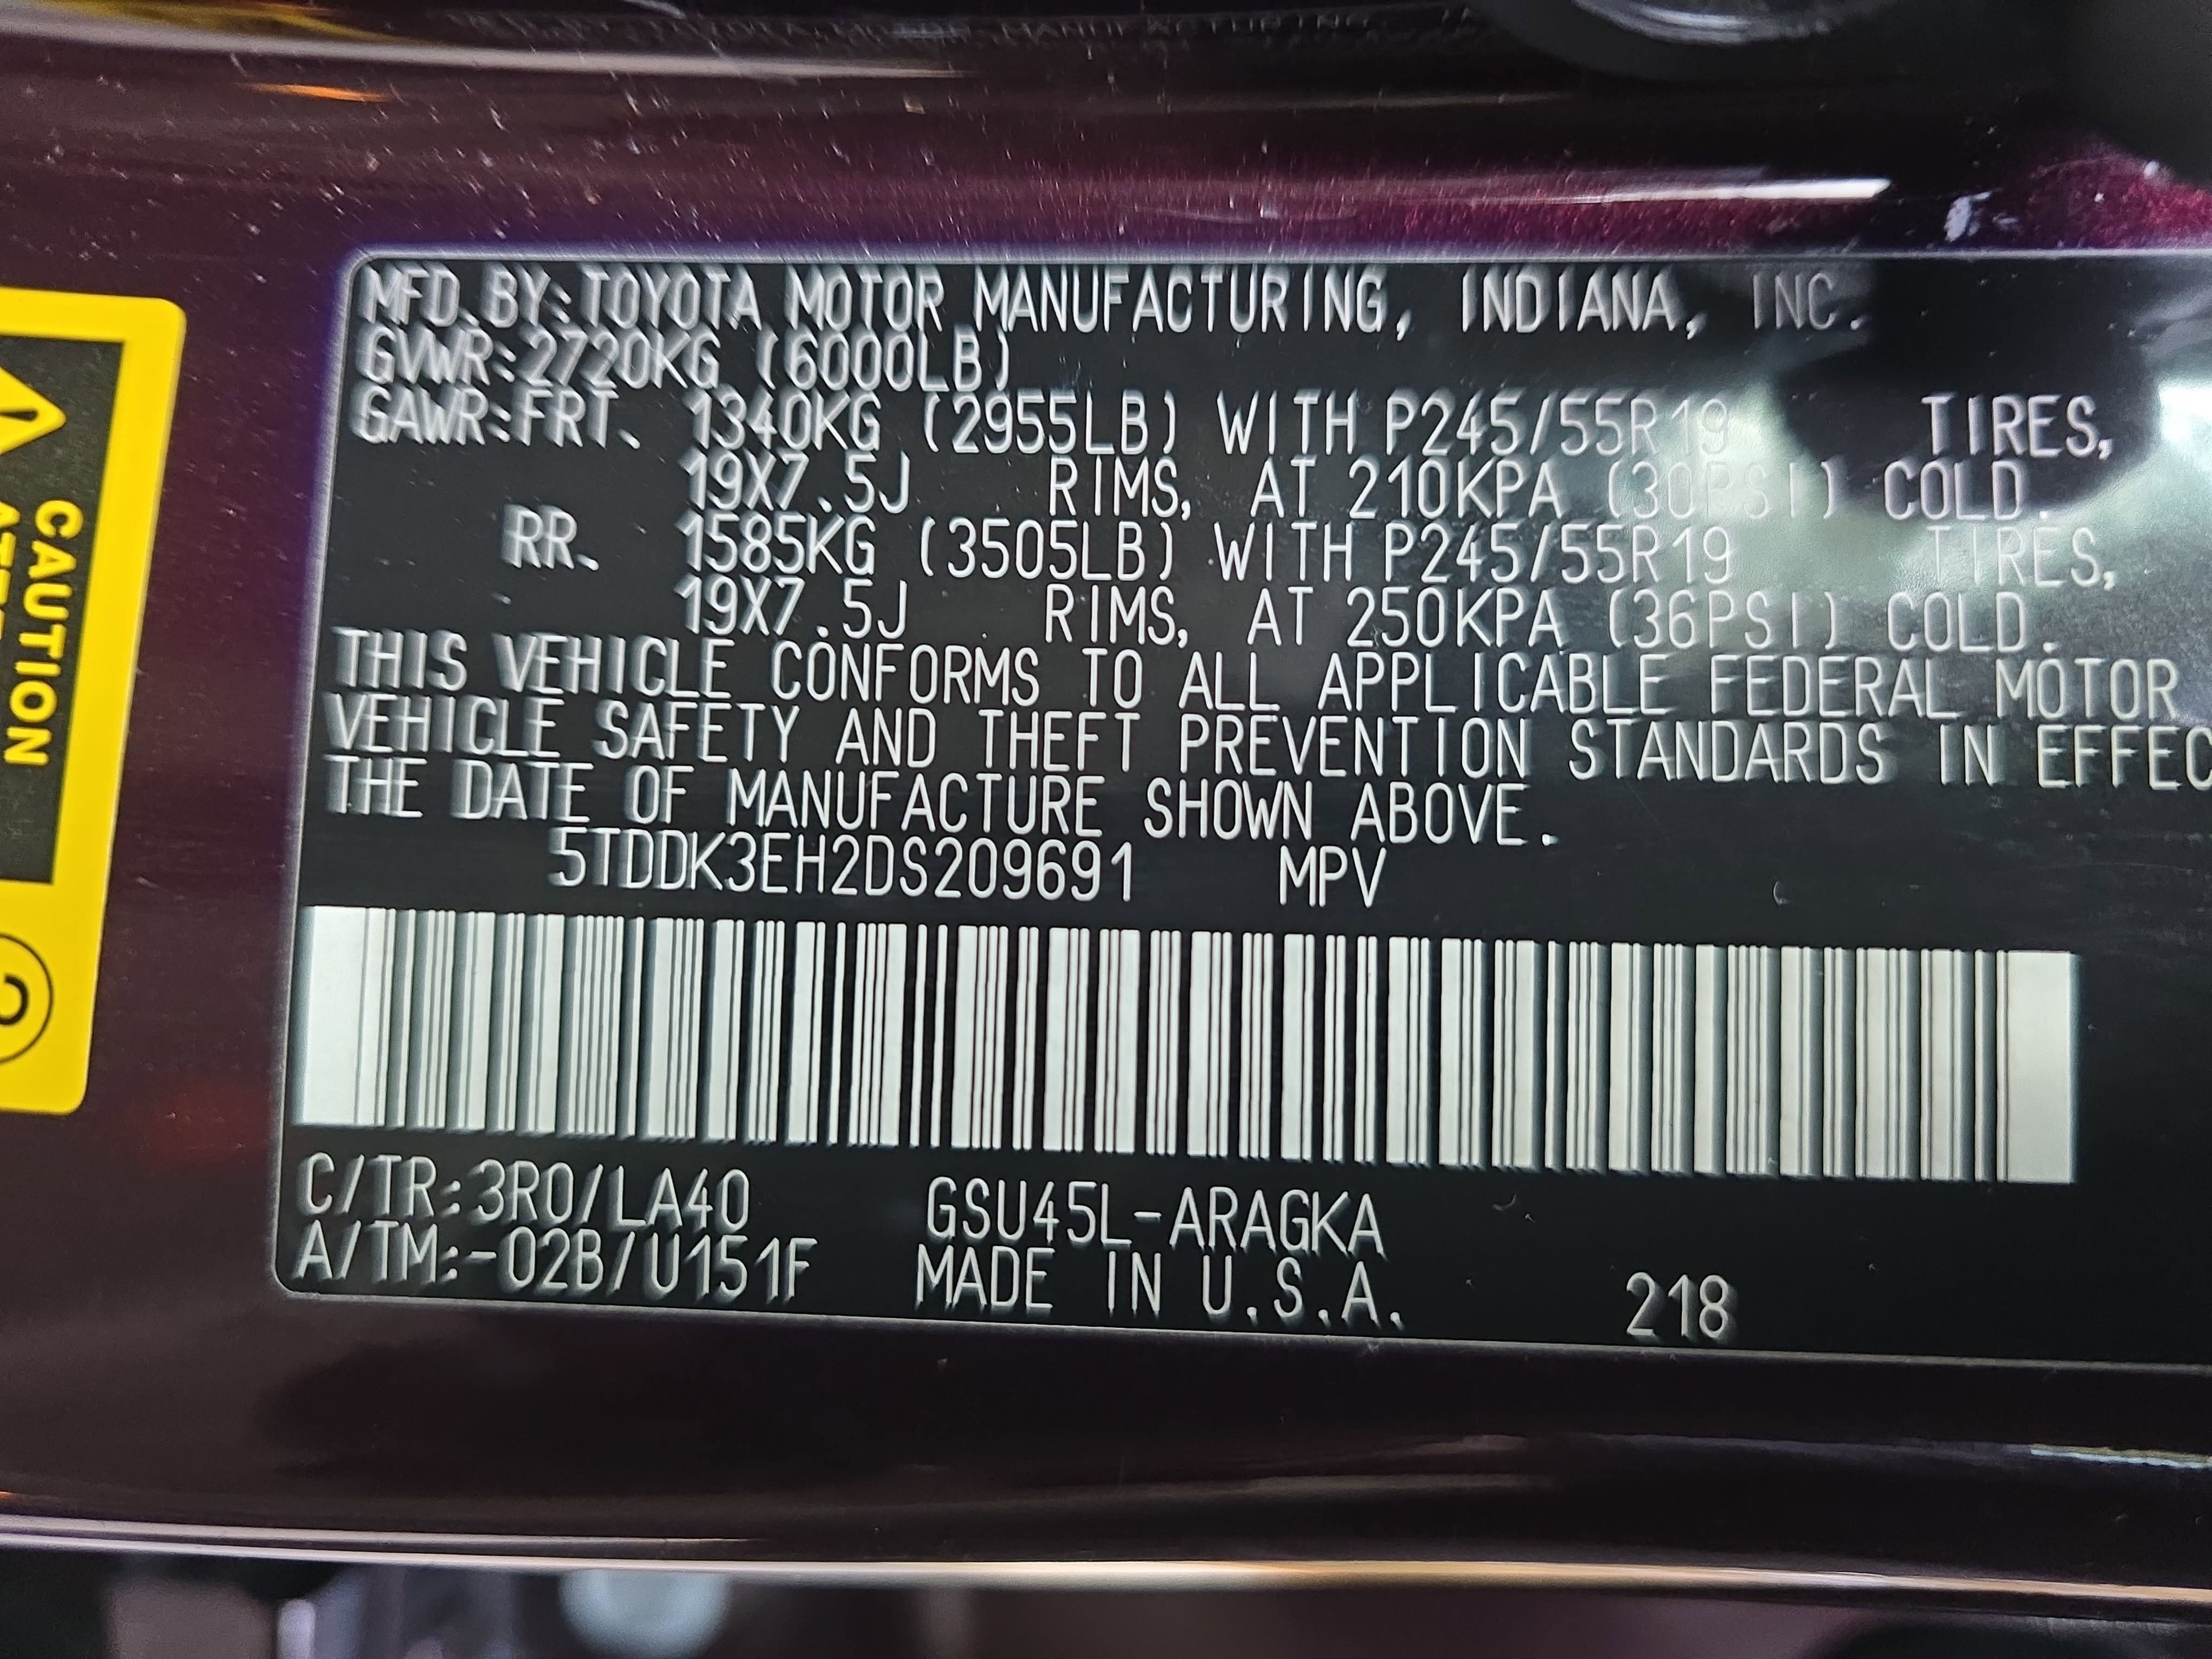 MFD. BY: TOYOTA MOTOR MANUFACTURING, INDIANA, INC.
GVWR: 2720KG (6000LB)
GAWR: FRT. 1340KG (2955LB) WITH P245/55R19 TIRES,
19X7.5J RIMS, AT 210KPA (30PSI) COLD.
RR. 1585KG (3505LB) WITH P245/55R19 TIRES,
19X7.5J RIMS, AT 250KPA (36PSI) COLD.
THIS VEHICLE CONFORMS TO ALL APPLICABLE FEDERAL MOTOR
VEHICLE SAFETY AND THEFT PREVENTION STANDARDS IN EFFEC
THE DATE OF MANUFACTURE SHOWN ABOVE.
5TDDK3EH2DS209691 MPV
C/TR: 3R0/LA40 GSU45L-ARAGKA
A/TM:-02B/U151F MADE IN U.S.A. 218
CAUTION